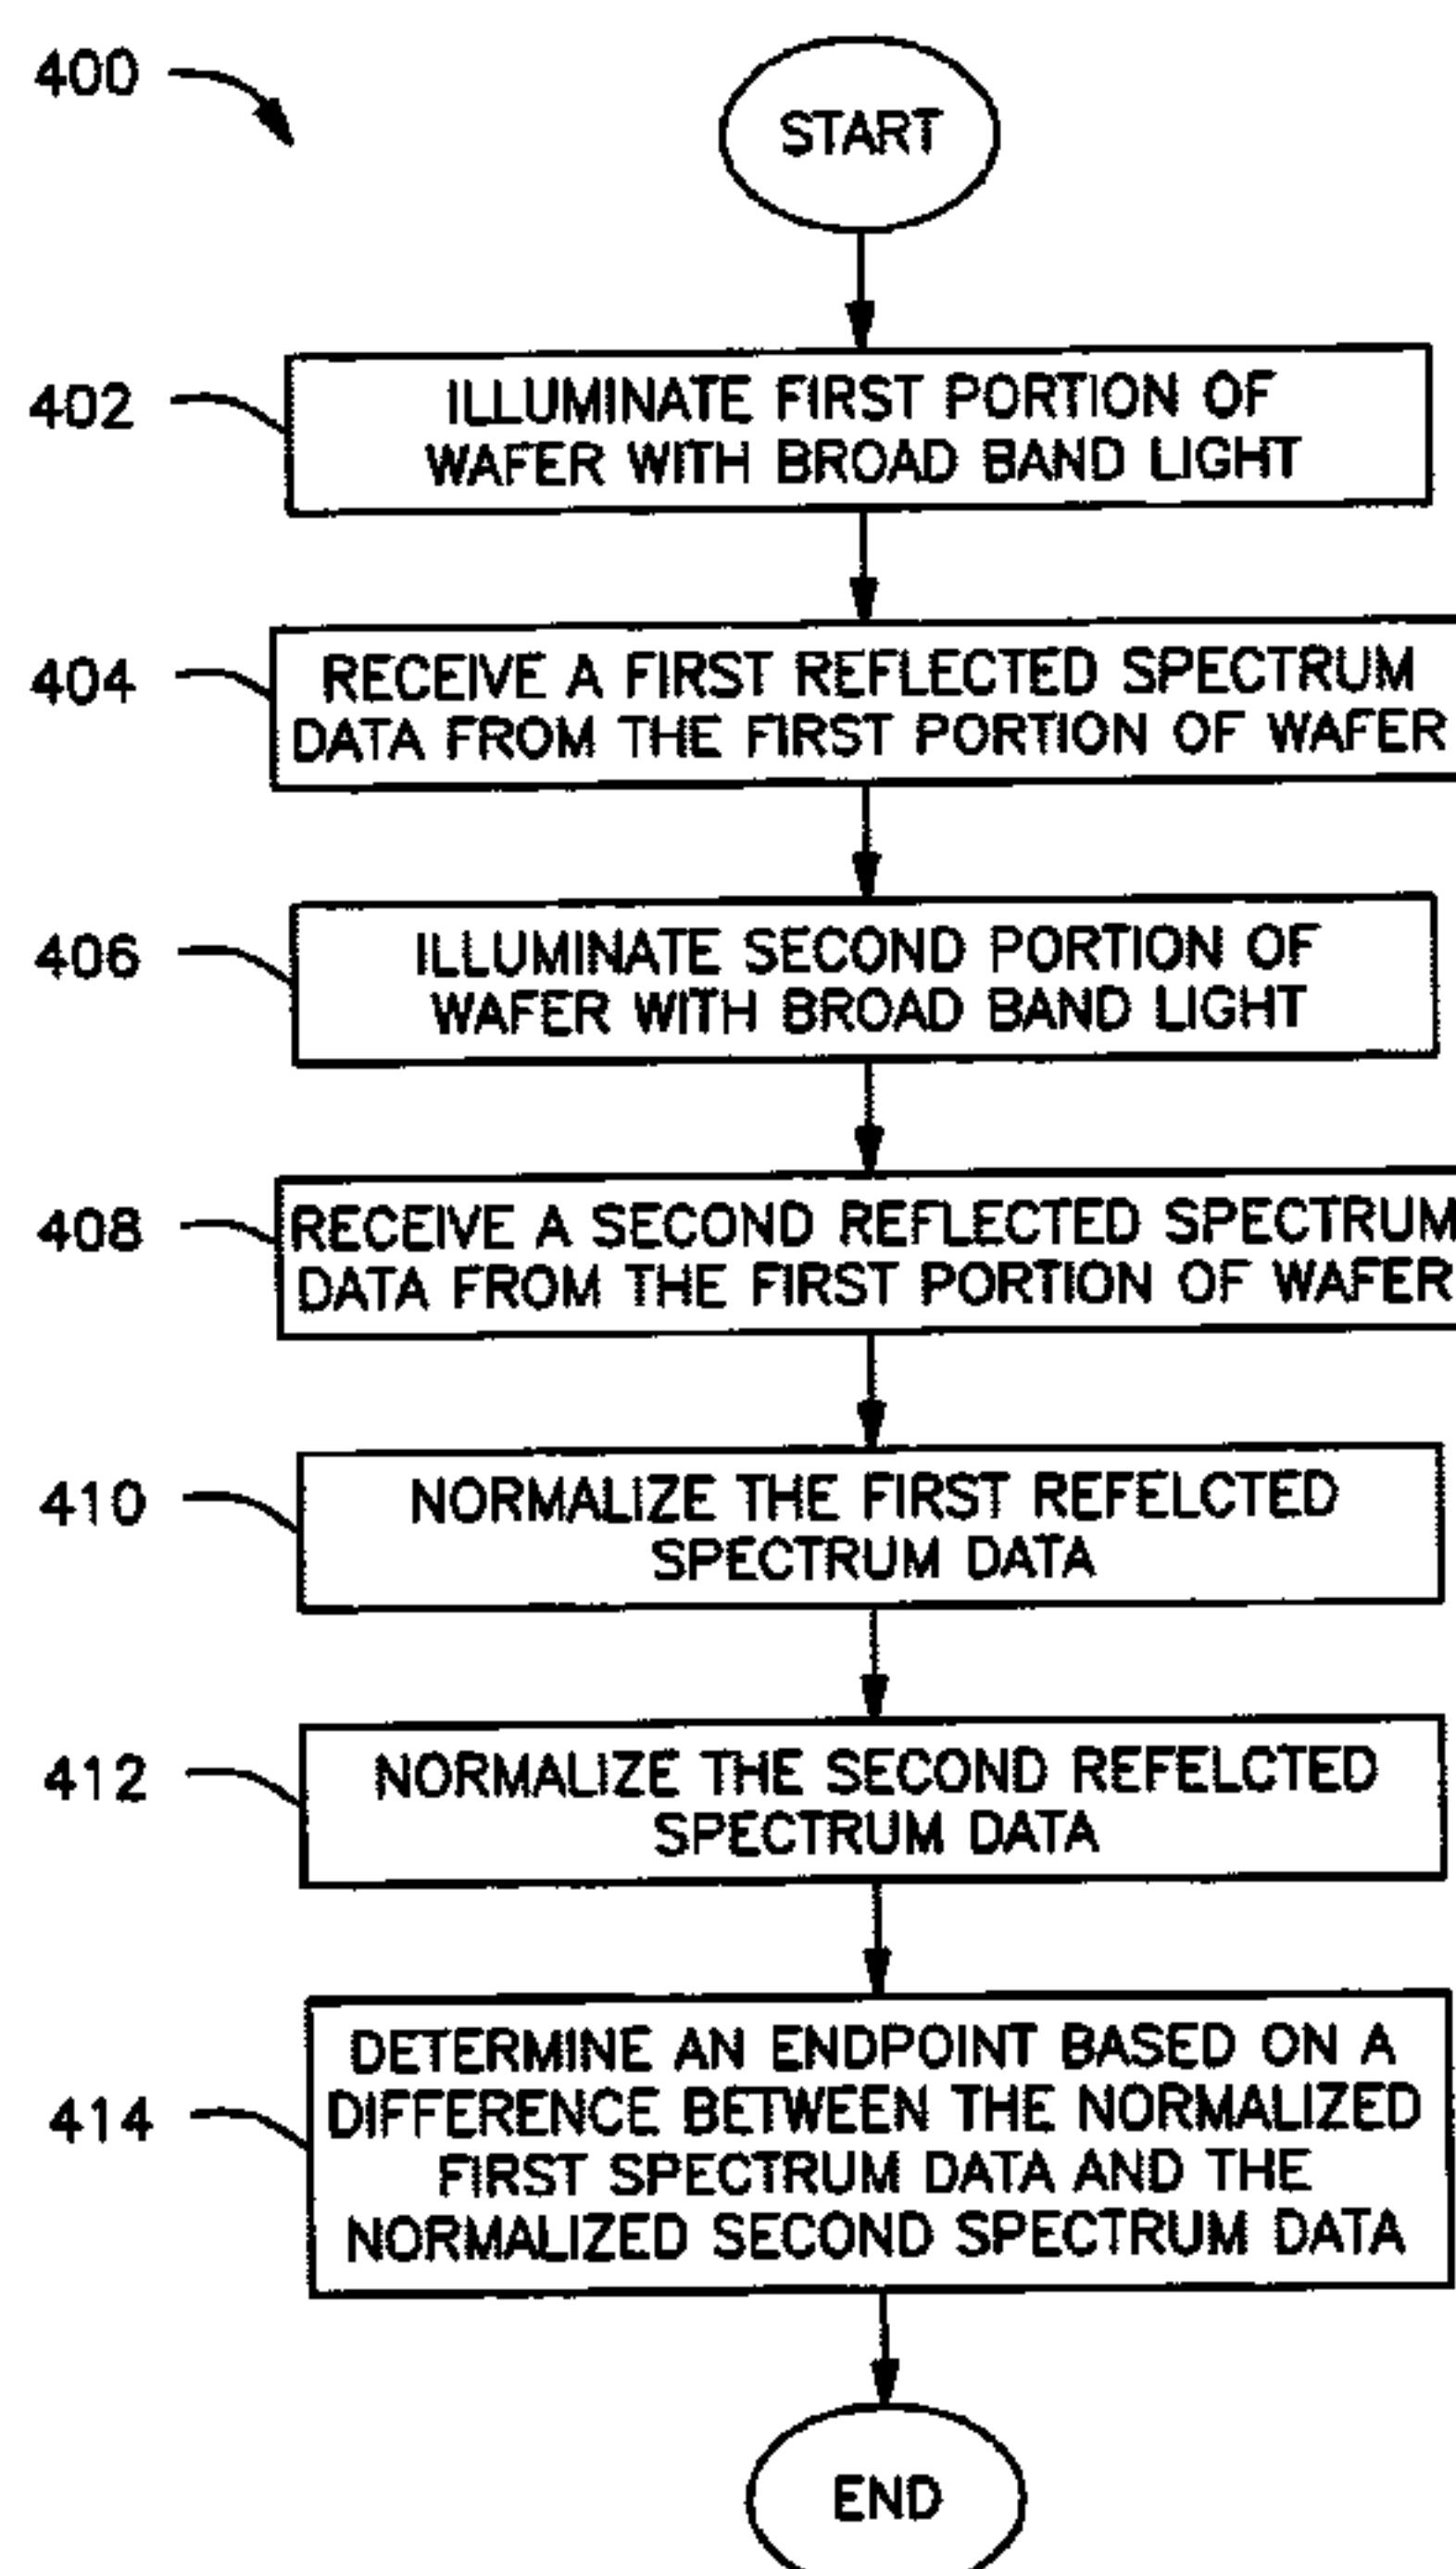 400
START
402
ILLUMINATE FIRST PORTION OF
WAFER WITH BROAD BAND LIGHT
404
RECEIVE A FIRST REFLECTED SPECTRUM
DATA FROM THE FIRST PORTION OF WAFER
406
ILLUMINATE SECOND PORTION OF
WAFER WITH BROAD BAND LIGHT
408
RECEIVE A SECOND REFLECTED SPECTRUM
DATA FROM THE FIRST PORTION OF WAFER
410
NORMALIZE THE FIRST REFELCTED
SPECTRUM DATA
412
NORMALIZE THE SECOND REFELCTED
SPECTRUM DATA
414
DETERMINE AN ENDPOINT BASED ON A
DIFFERENCE BETWEEN THE NORMALIZED
FIRST SPECTRUM DATA AND THE
NORMALIZED SECOND SPECTRUM DATA
END